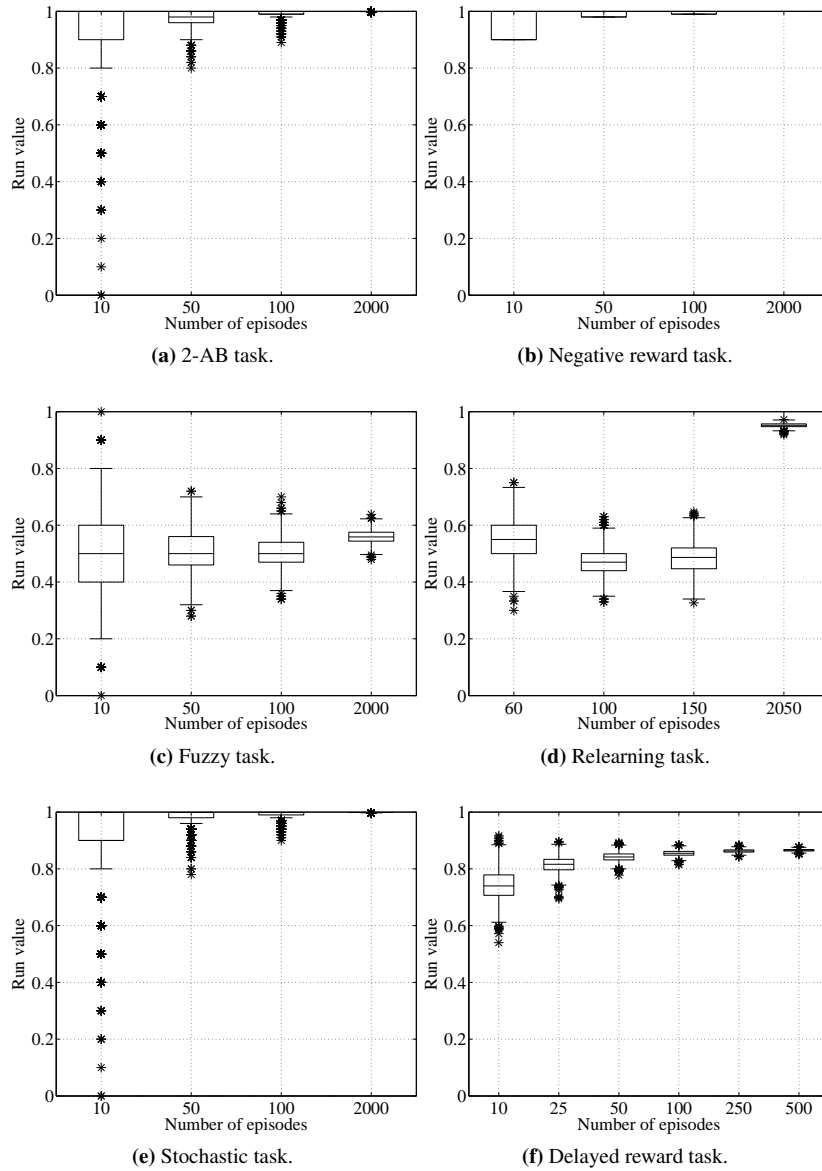 1
0.8
0.6
0.4
0.2
0
Run value
10 50 100 2000
Number of episodes
(a) 2-AB task.
1
0.8
0.6
0.4
0.2
0
Run value
10 50 100 2000
Number of episodes
(b) Negative reward task.
1
0.8
0.6
0.4
0.2
0
Run value
10 50 100 2000
Number of episodes
(c) Fuzzy task.
1
0.8
0.6
0.4
0.2
0
Run value
60 100 150 2050
Number of episodes
(d) Relearning task.
1
0.8
0.6
0.4
0.2
0
Run value
10 50 100 2000
Number of episodes
(e) Stochastic task.
1
0.8
0.6
0.4
0.2
0
Run value
10 25 50 100 250 500
Number of episodes
(f) Delayed reward task.